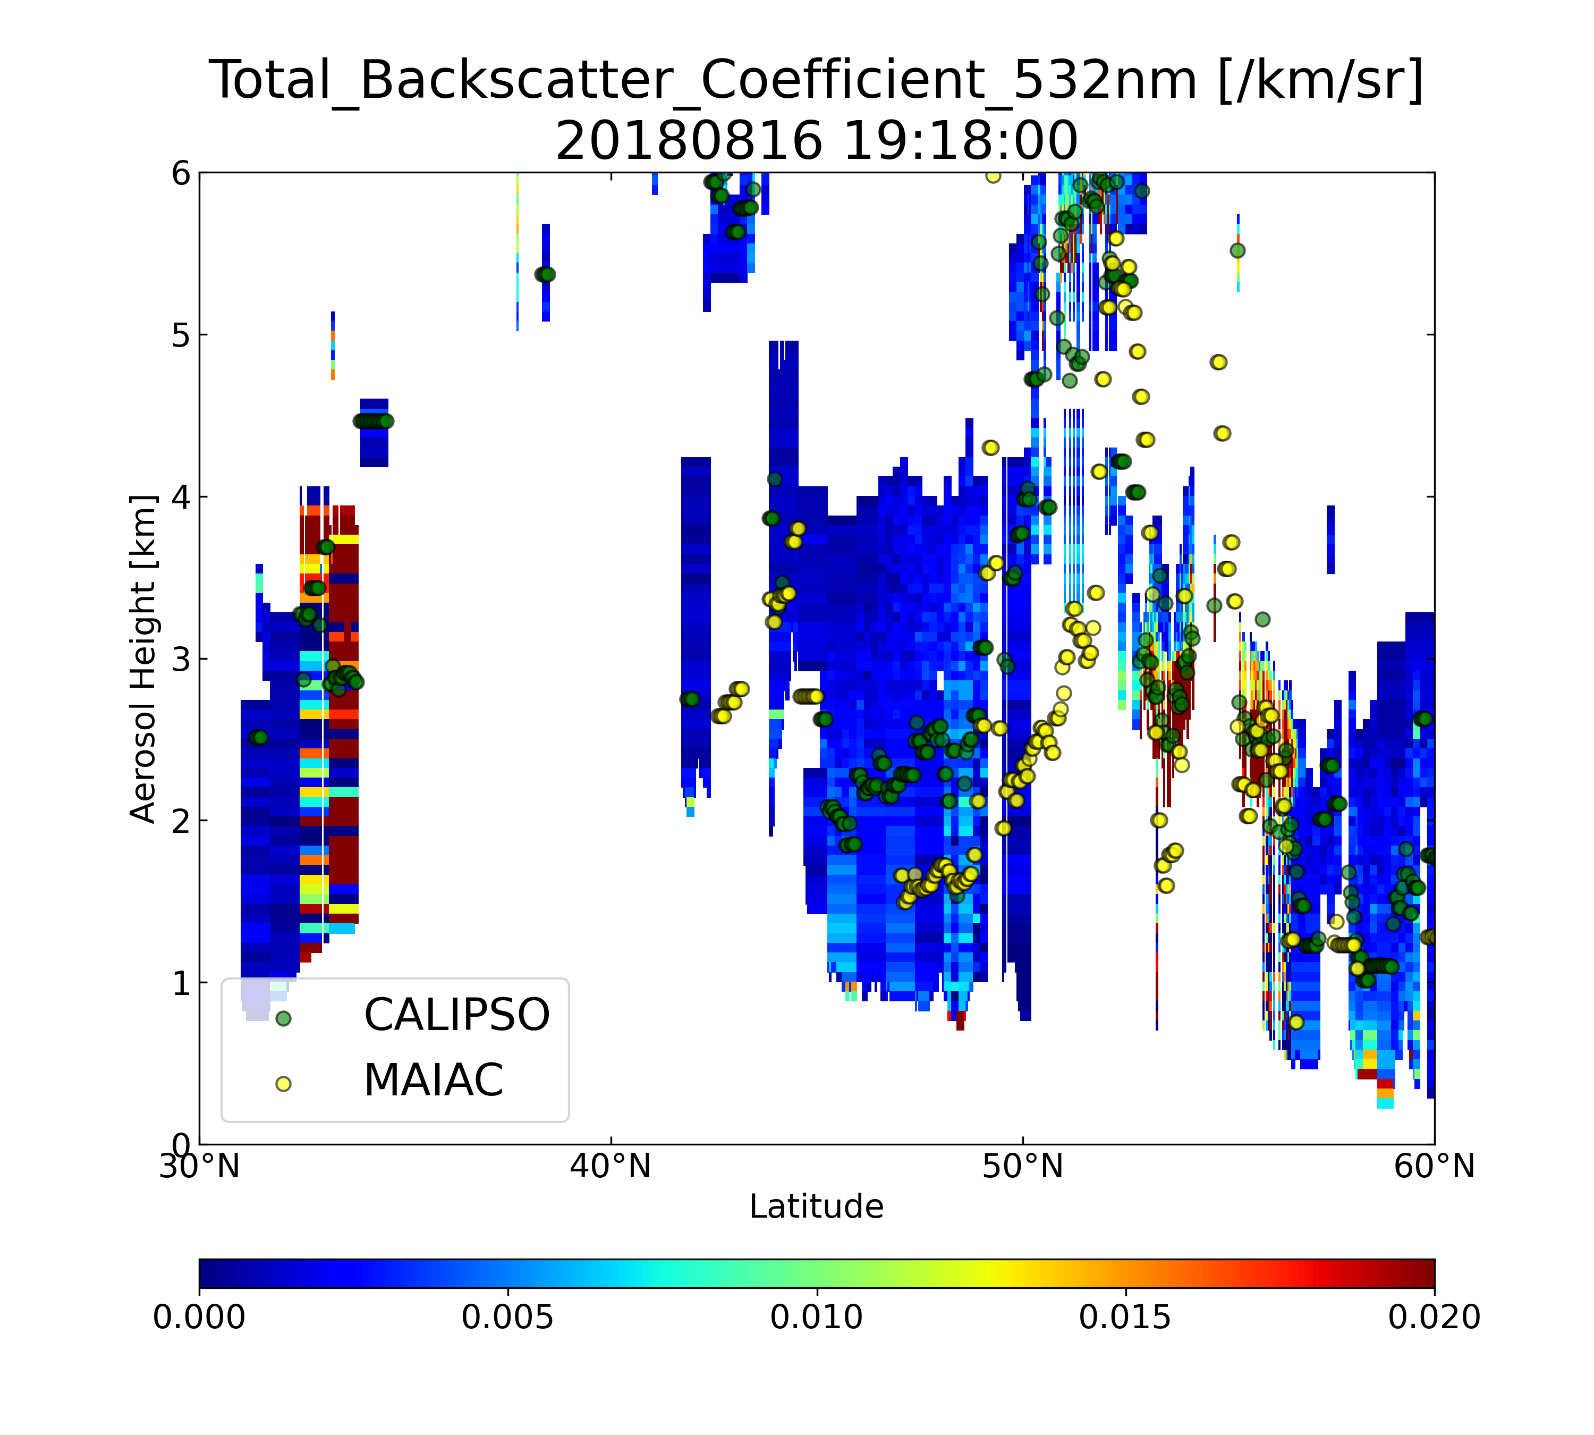 Total_Backscatter_Coefficient_532nm [/km/sr]
20180816 19:18:00
6
5
4
3
2
1
0
Aerosol Height [km]
CALIPSO
MAIAC
30°N 40°N 50°N 60°N
Latitude
0.000 0.005 0.010 0.015 0.020